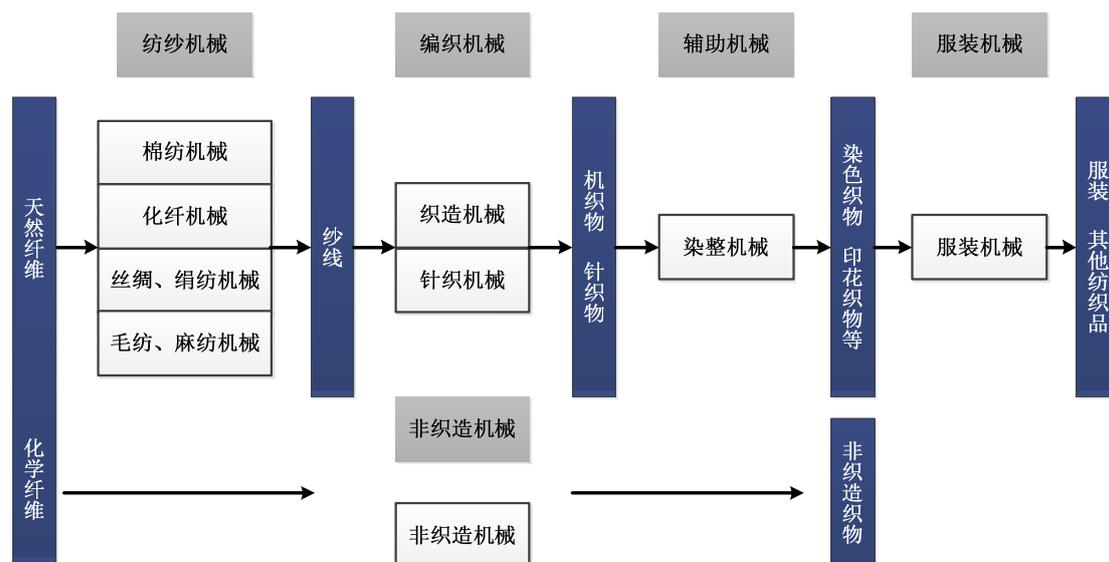 纺纱机械
编织机械
辅助机械
服装机械
天然纤维
化学纤维
棉纺机械
化纤机械
丝绸、绢纺机械
毛纺、麻纺机械
纱线
织造机械
针织机械
机织物 针织物
染整机械
染色织物 印花织物等
服装机械
服装 其他纺织品
非织造机械
非织造机械
非织造织物